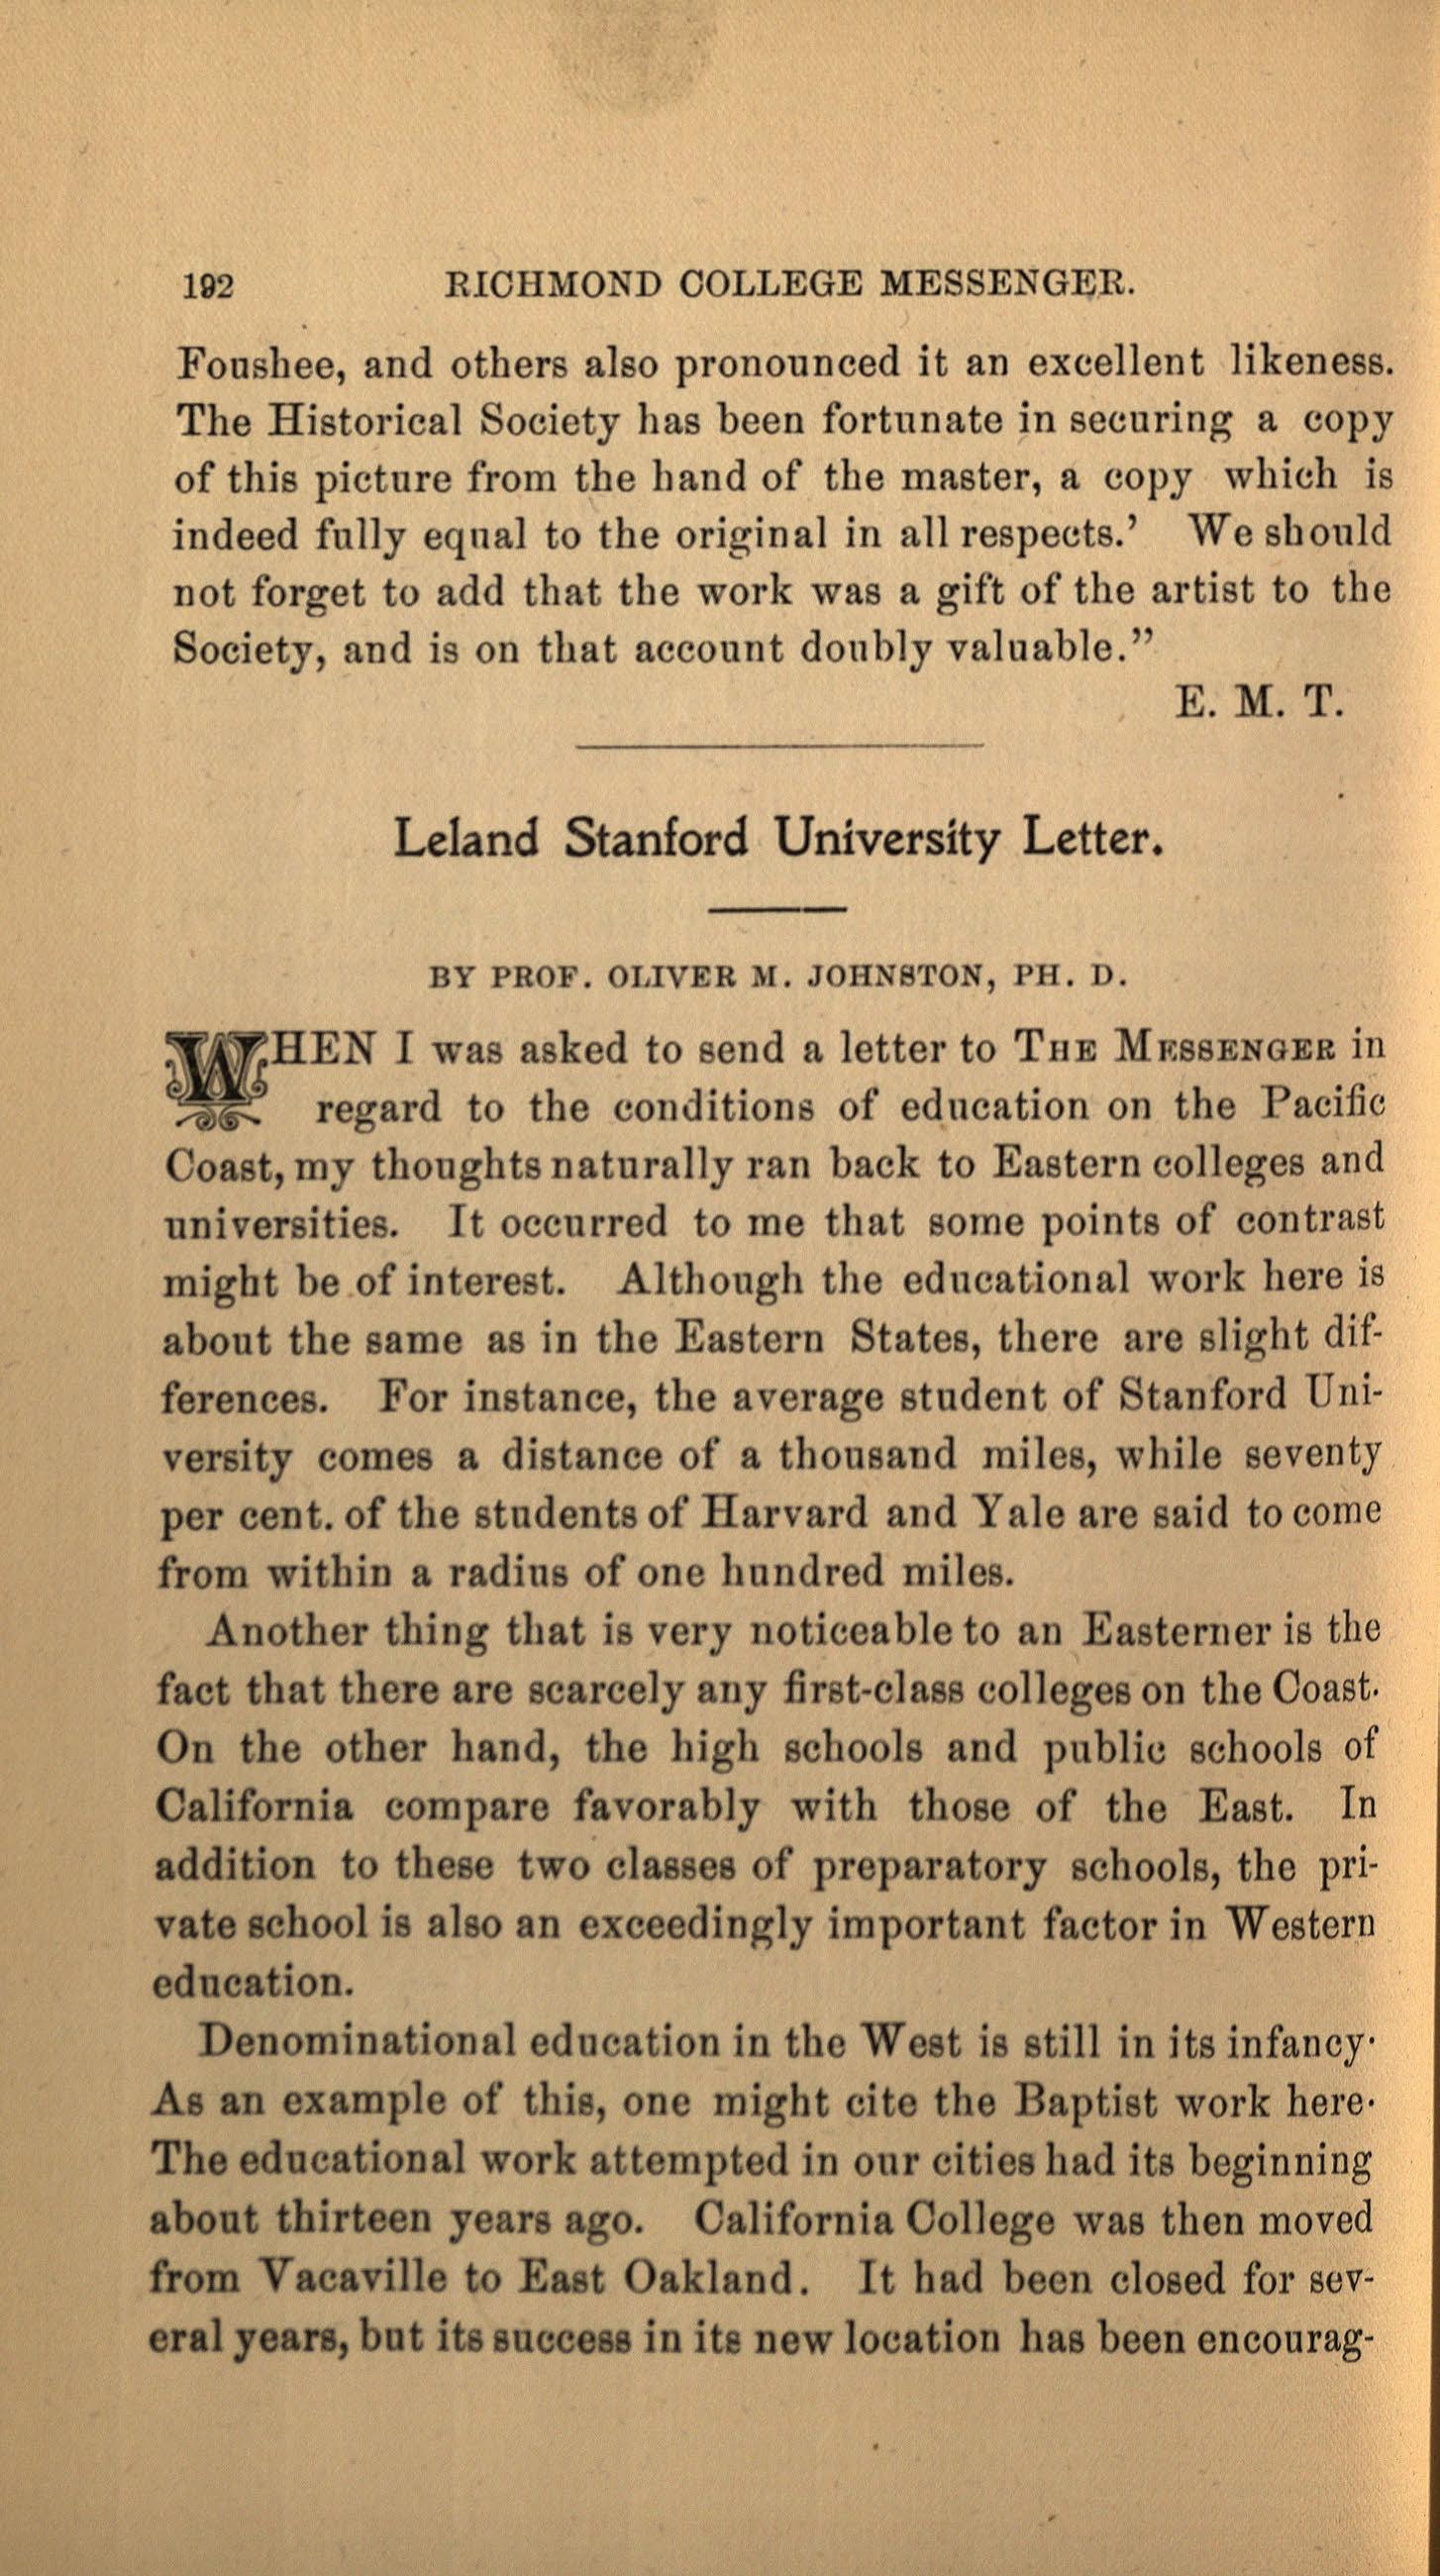 192 RICHMOND COLLEGE MESSENGER.
Foushee, and others also pronounced it an excellent likeness.
The Historical Society has been fortunate in securing a copy
of this picture from the hand of the master, a copy which is
indeed fully equal to the original in all respects.’ We should
not forget to add that the work was a gift of the artist to the
Society, and is on that account doubly valuable.”
E. M. T.
Leland Stanford University Letter.
BY PROF. OLIVER M. JOHNSTON, PH. D.
WHEN I was asked to send a letter to THE MESSENGER in
regard to the conditions of education on the Pacific
Coast, my thoughts naturally ran back to Eastern colleges and
universities. It occurred to me that some points of contrast
might be of interest. Although the educational work here is
about the same as in the Eastern States, there are slight dif-
ferences. For instance, the average student of Stanford Uni-
versity comes a distance of a thousand miles, while seventy
per cent. of the students of Harvard and Yale are said to come
from within a radius of one hundred miles.
Another thing that is very noticeable to an Easterner is the
fact that there are scarcely any first-class colleges on the Coast.
On the other hand, the high schools and public schools of
California compare favorably with those of the East. In
addition to these two classes of preparatory schools, the pri-
vate school is also an exceedingly important factor in Western
education.
Denominational education in the West is still in its infancy.
As an example of this, one might cite the Baptist work here.
The educational work attempted in our cities had its beginning
about thirteen years ago. California College was then moved
from Vacaville to East Oakland. It had been closed for sev-
eral years, but its success in its new location has been encourag-